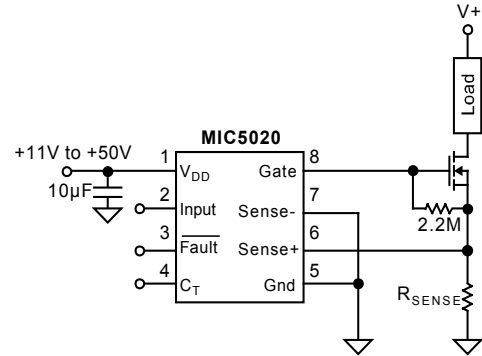 V+
Load
MIC5020
+11V to +50V
10µF
1
V_DD
2
Input
3
Fault
4
C_T
8
Gate
7
Sense-
6
Sense+
5
Gnd
2.2M
R_SENSE